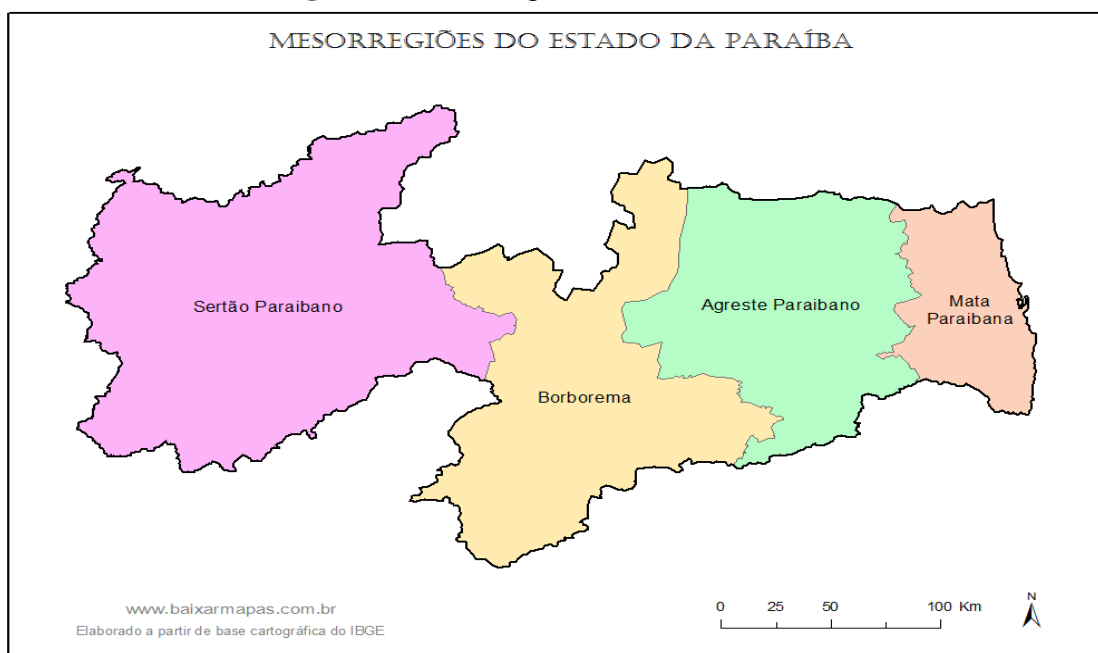 MESORREGIÕES DO ESTADO DA PARAÍBA
Sertão Paraibano
Borborema
Agreste Paraibano
Mata
Paraibana
www.baixarmapas.com.br
Elaborado a partir de base cartográfica do IBGE
0 25 50 100 Km
N